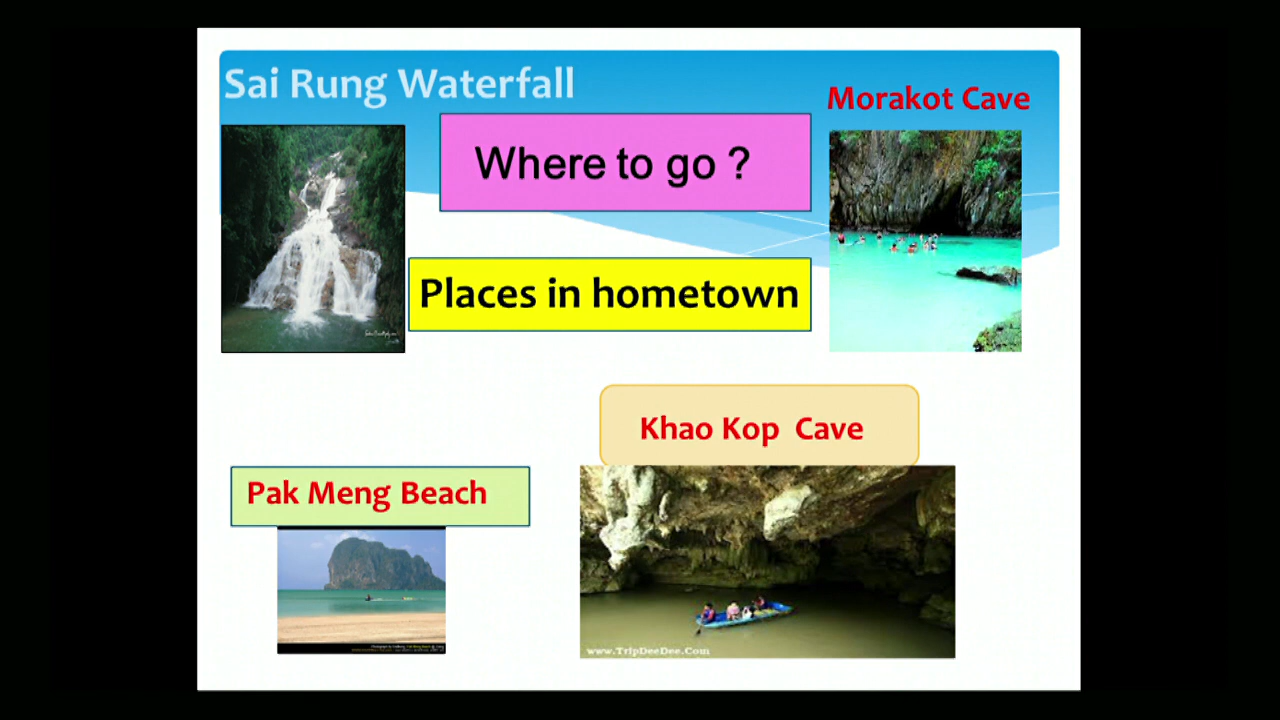 Sai Rung Waterfall
Morakot Cave
Where to go ?
Places in hometown
Khao Kop Cave
Pak Meng Beach
www.TripDeeDee.Com